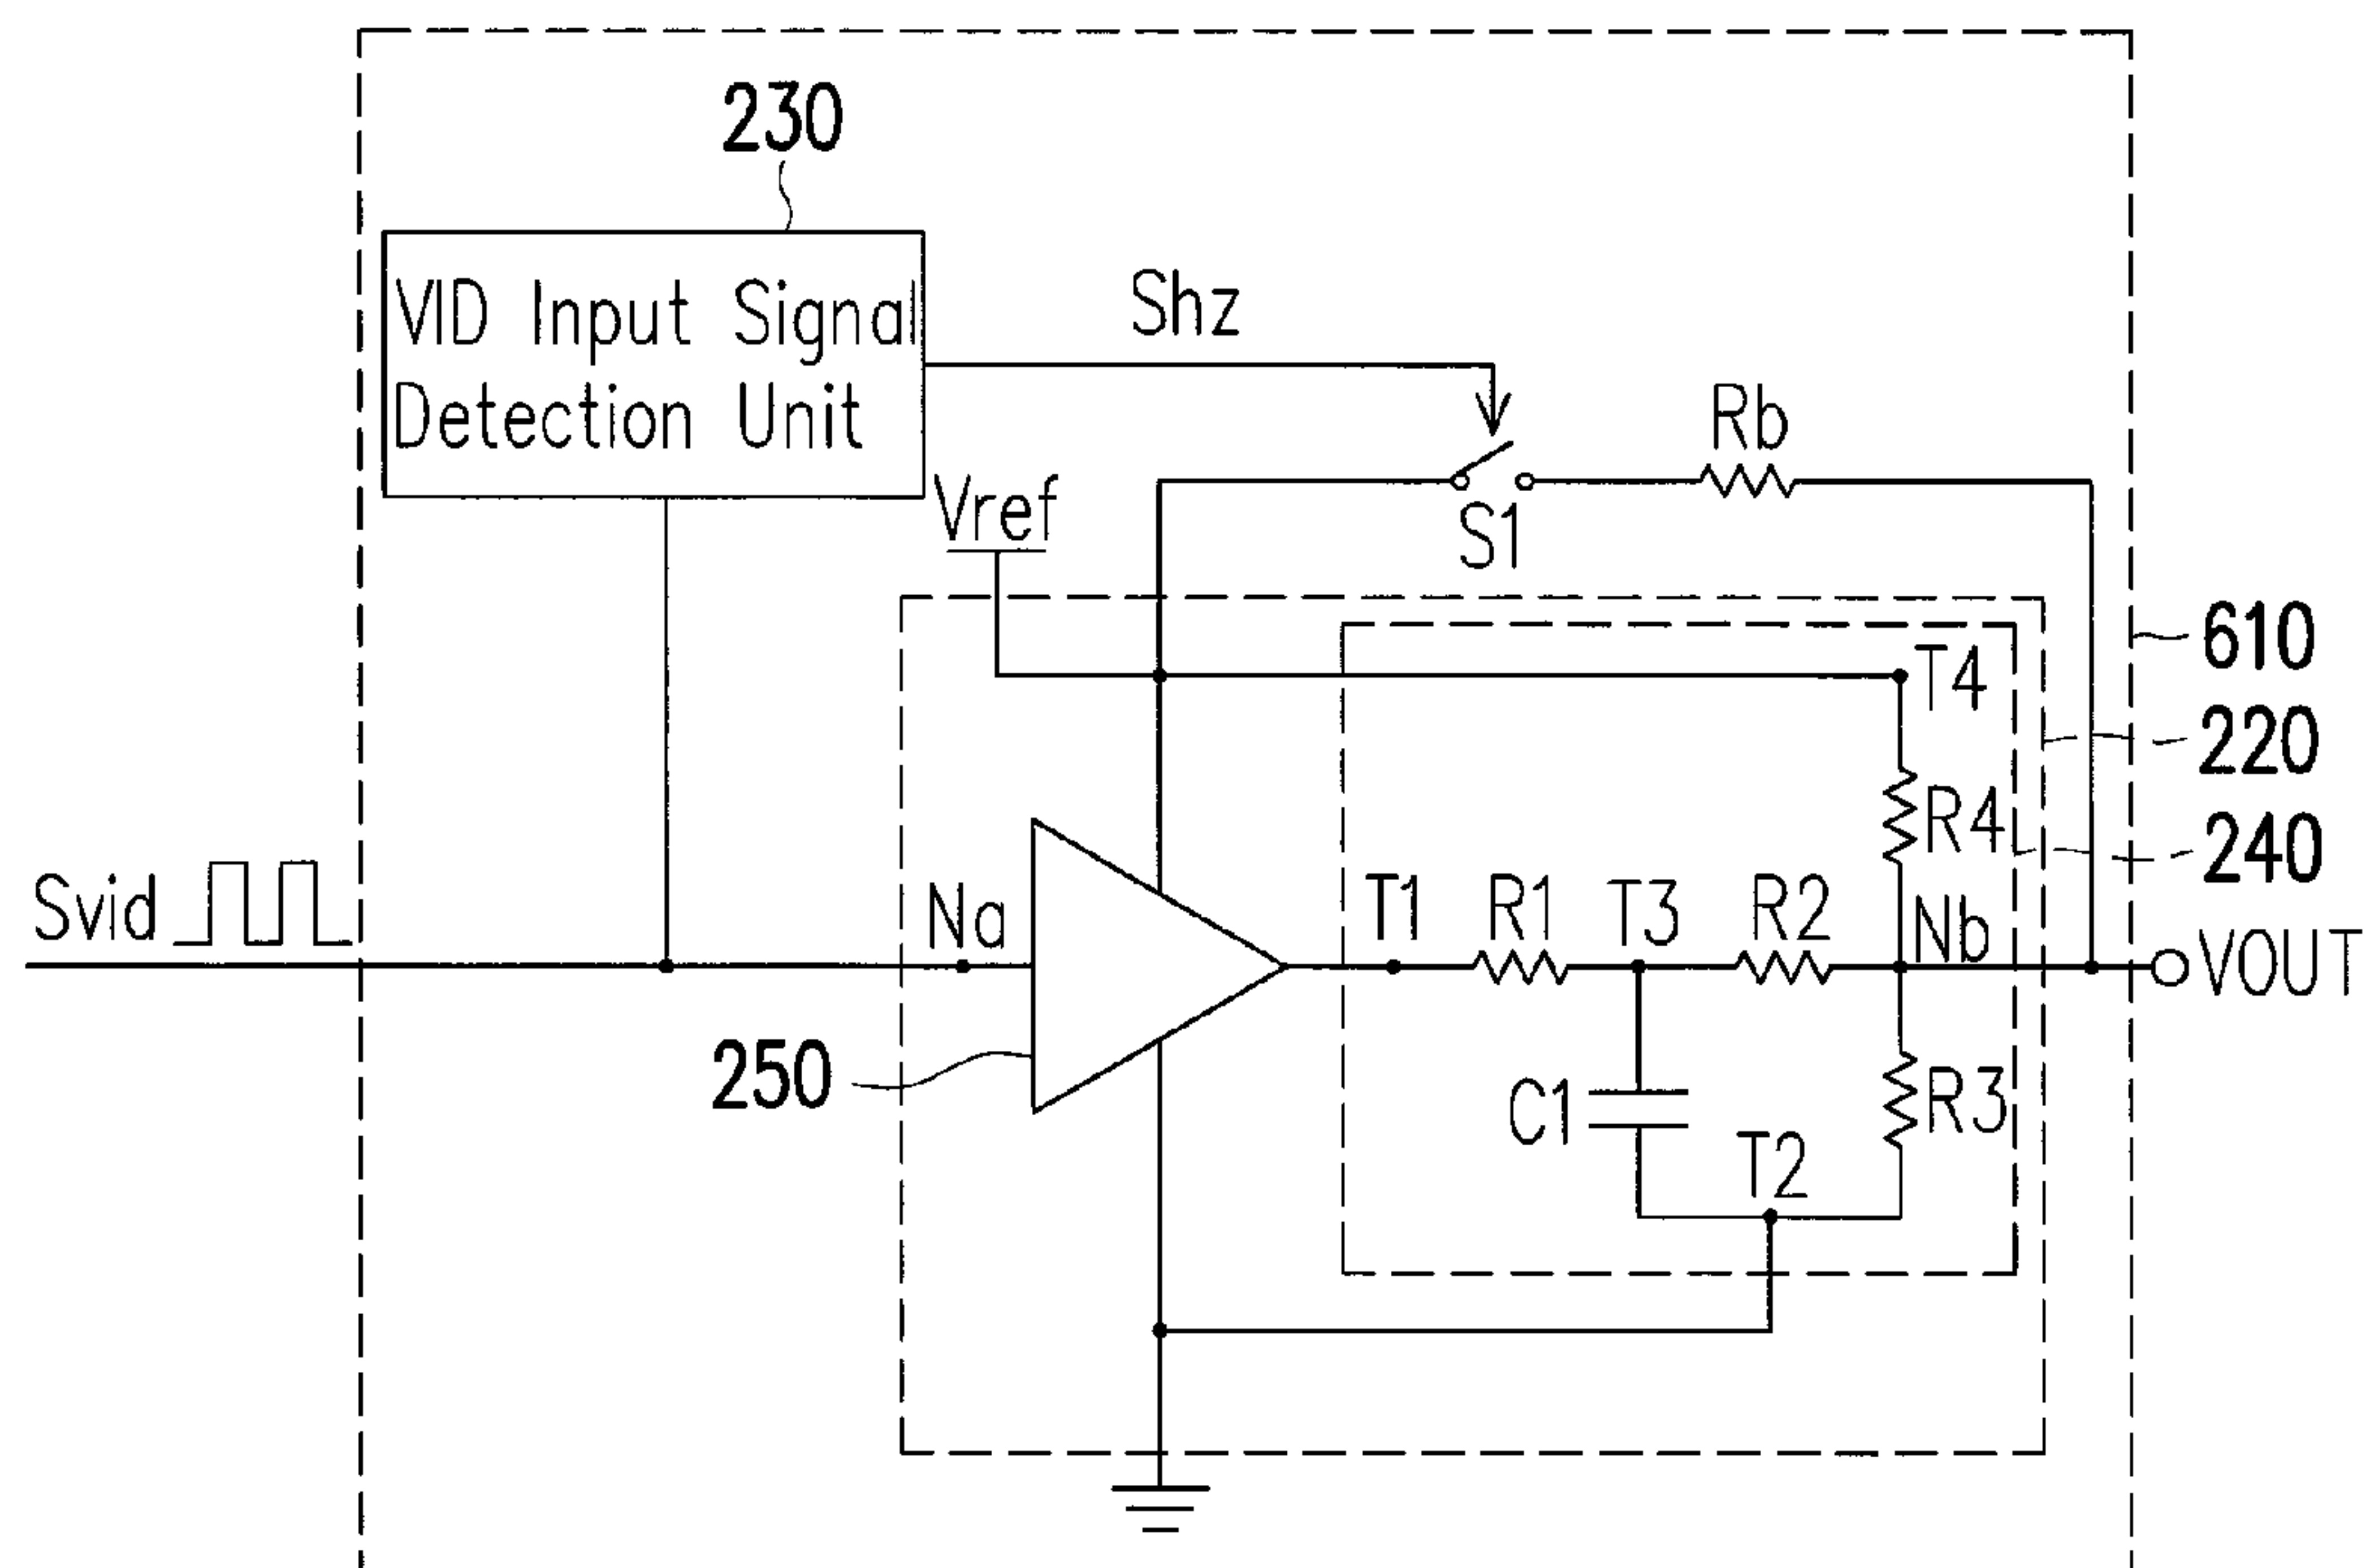 230
VID Input Signal
Detection Unit
Shz
Rb
Vref
S1
610
T4
220
R4
240
Svid
Na
T1
R1
T3
R2
Nb
VOUT
250
C1
R3
T2